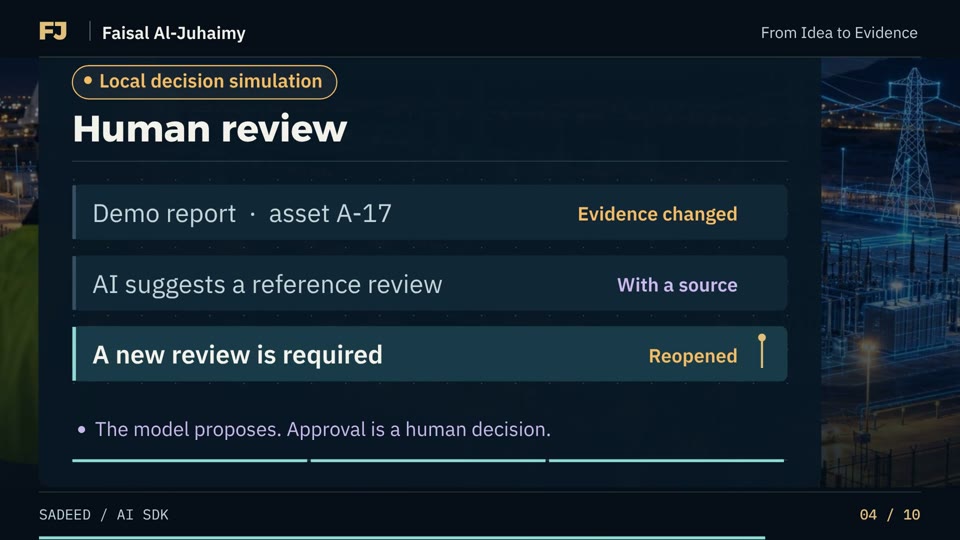 FJ
Faisal Al-Juhaimy
From Idea to Evidence
Local decision simulation
Human review
Demo report · asset A-17
Evidence changed
AI suggests a reference review
With a source
A new review is required
Reopened
• The model proposes. Approval is a human decision.
SADEED / AI SDK
04 / 10